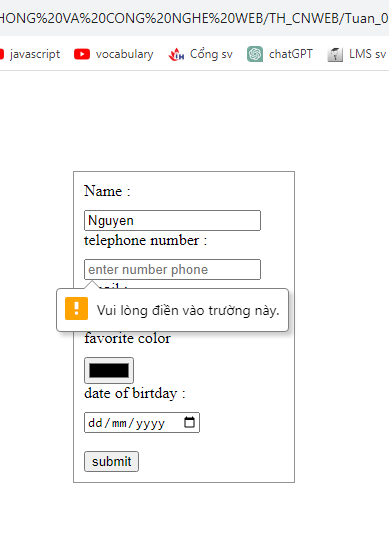 HONG%20VA%20CONG%20NGHE%20WEB/TH_CNWEB/Tuan_0
javascript vocabulary Cổng sv chatGPT LMS sv
Name :
Nguyen
telephone number :
enter number phone
Vui lòng điền vào trường này.
favorite color
date of birtday :
dd/mm/yyyy
submit